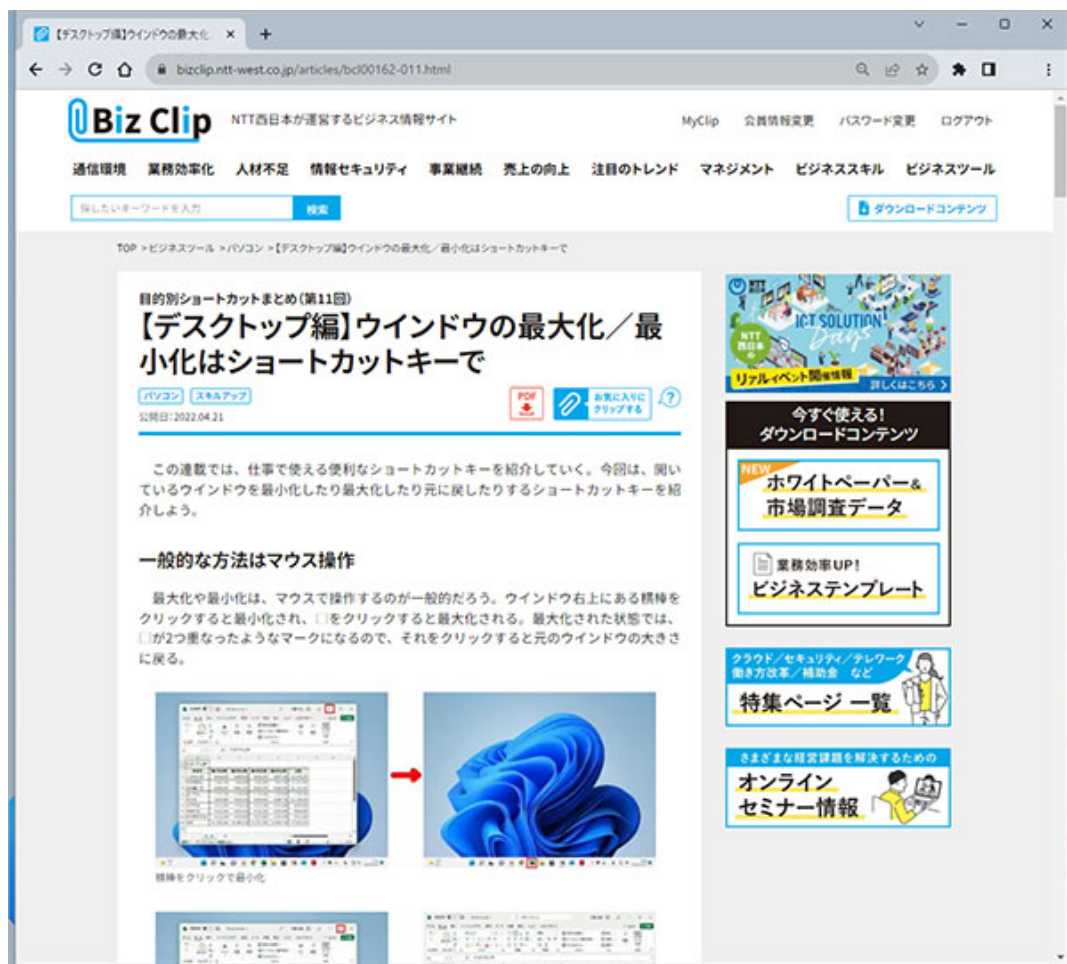 【デスクトップ編】ウインドウの最大化
bizclip.ntt-west.co.jp/articles/bcl00162-011.html
Biz Clip
NTT西日本が運営するビジネス情報サイト
MyClip 会員情報変更 パスワード変更 ログアウト
通信環境 業務効率化 人材不足 情報セキュリティ 事業継続 売上の向上 注目のトレンド マネジメント ビジネススキル ビジネスツール
探したいキーワードを入力 検索
ダウンロードコンテンツ
TOP >ビジネスツール >パソコン >【デスクトップ編】ウインドウの最大化／最小化はショートカットキーで
目的別ショートカットまとめ(第11回)
【デスクトップ編】ウインドウの最大化／最
小化はショートカットキーで
パソコン スキルアップ
公開日:2022.04.21
PDF
お気に入りに
クリップする
?
この連載では、仕事で使える便利なショートカットキーを紹介していく。今回は、開い
ているウインドウを最小化したり最大化したり元に戻したりするショートカットキーを紹
介しよう。
一般的な方法はマウス操作
最大化や最小化は、マウスで操作するのが一般的だろう。ウインドウ右上にある横棒を
クリックすると最小化され、□をクリックすると最大化される。最大化された状態では、
□が2つ重なったようなマークになるので、それをクリックすると元のウインドウの大きさ
に戻る。
横棒をクリックで最小化
ICT SOLUTION
Days
NTT
西日本の
リアルイベント開催情報
詳しくはこちら
今すぐ使える!
ダウンロードコンテンツ
NEW
ホワイトペーパー&
市場調査データ
業務効率UP!
ビジネステンプレート
クラウド／セキュリティ／テレワーク
働き方改革／補助金 など
特集ページ 一覧
さまざまな経営課題を解決するための
オンライン
セミナー情報